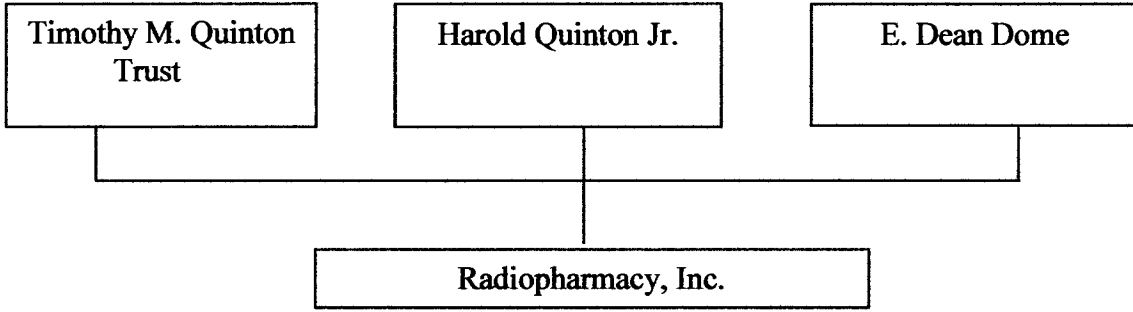 Timothy M. Quinton
Trust
Harold Quinton Jr.
E. Dean Dome
Radiopharmacy, Inc.